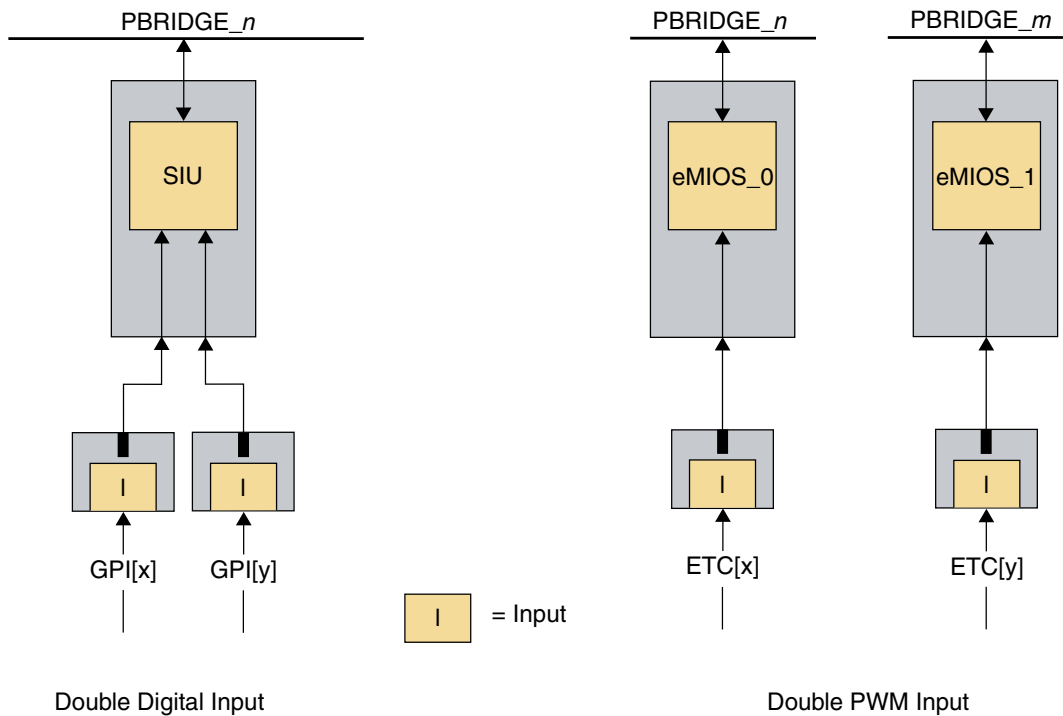 PBRIDGE_n
PBRIDGE_n
PBRIDGE_m
SIU
eMIOS_0
eMIOS_1
I
I
I
I
GPI[x]
GPI[y]
ETC[x]
ETC[y]
I = Input
Double Digital Input
Double PWM Input